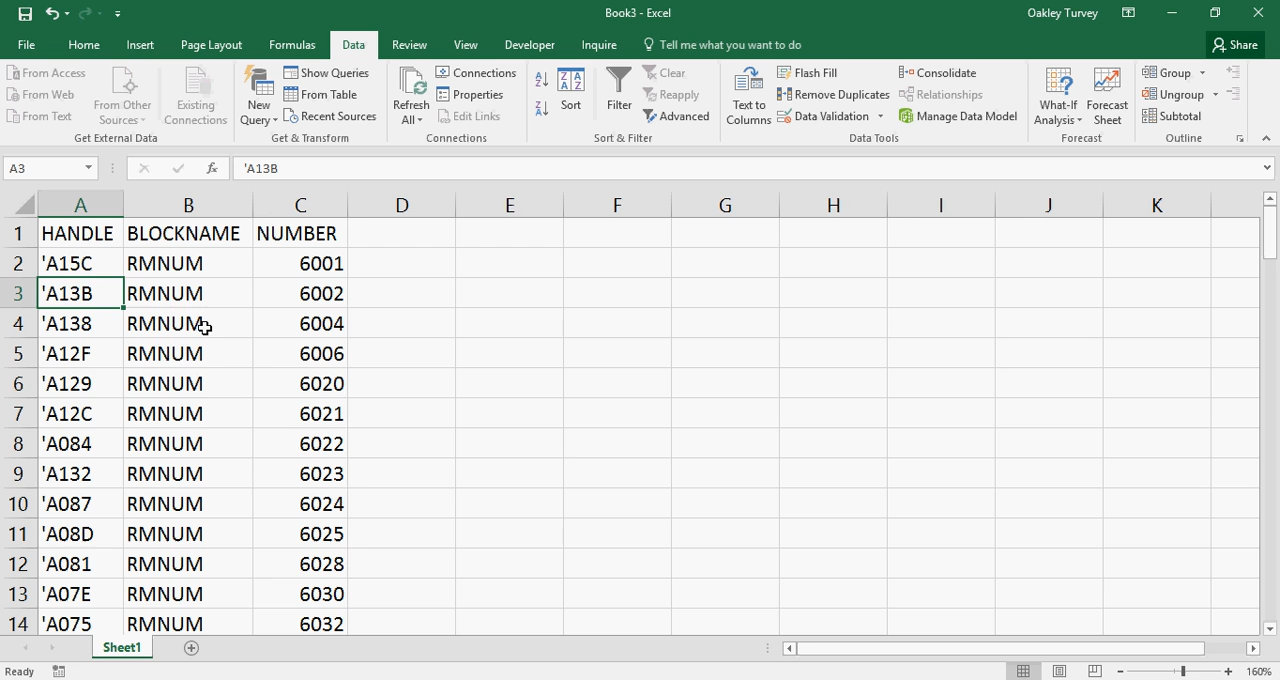 Book3 - Excel
Oakley Turvey
File Home Insert Page Layout Formulas Data Review View Developer Inquire Tell me what you want to do Share
From Access
From Web
From Text
From Other Sources
Existing Connections
Get External Data
New Query
Show Queries
From Table
Recent Sources
Get & Transform
Refresh All
Connections
Properties
Edit Links
Connections
Sort
Filter
Clear
Reapply
Advanced
Sort & Filter
Text to Columns
Flash Fill
Remove Duplicates
Data Validation
Consolidate
Relationships
Manage Data Model
Data Tools
What-If Analysis
Forecast Sheet
Forecast
Group
Ungroup
Subtotal
Outline
A3 fx 'A13B
A B C D E F G H I J K
1 HANDLE BLOCKNAME NUMBER
2 'A15C RMNUM 6001
3 'A13B RMNUM 6002
4 'A138 RMNUM 6004
5 'A12F RMNUM 6006
6 'A129 RMNUM 6020
7 'A12C RMNUM 6021
8 'A084 RMNUM 6022
9 'A132 RMNUM 6023
10 'A087 RMNUM 6024
11 'A08D RMNUM 6025
12 'A081 RMNUM 6028
13 'A07E RMNUM 6030
14 'A075 RMNUM 6032
Sheet1
Ready
160%